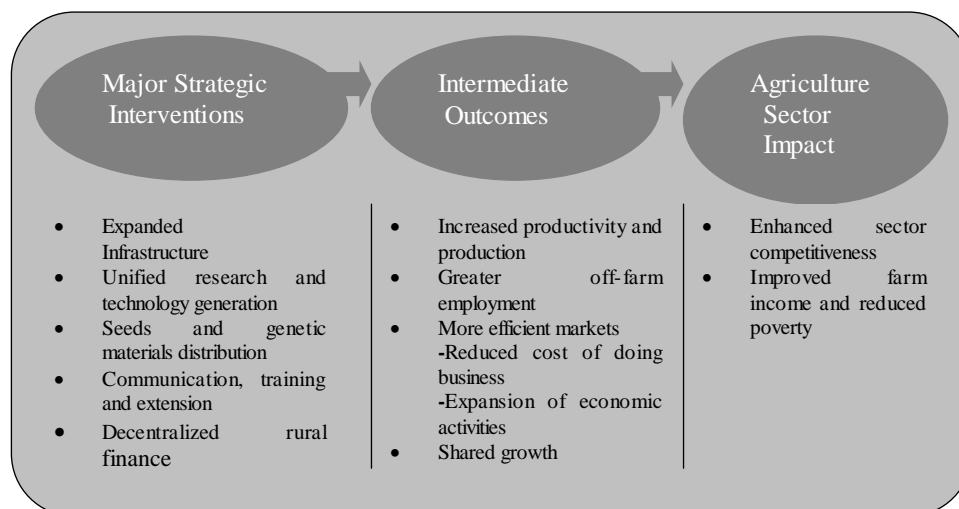 Major Strategic
Interventions
Intermediate
Outcomes
Agriculture
Sector
Impact
• Expanded
Infrastructure
• Unified research and
technology generation
• Seeds and genetic
materials distribution
• Communication, training
and extension
• Decentralized rural
finance
• Increased productivity and
production
• Greater off-farm
employment
• More efficient markets
-Reduced cost of doing
business
-Expansion of economic
activities
• Shared growth
• Enhanced sector
competitiveness
• Improved farm
income and reduced
poverty